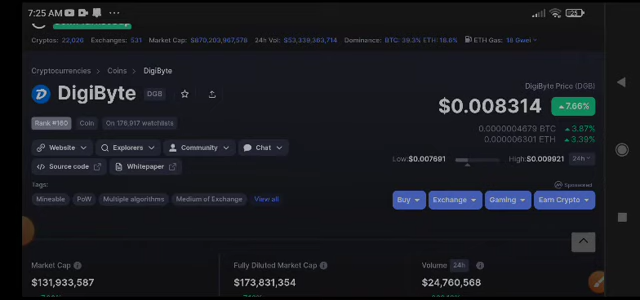 7:25 AM
25
Cryptos: 22,026 Exchanges: 531 Market Cap: $870,203,967,578 24h Vol: $53,339,363,714 Dominance: BTC: 39.3% ETH: 18.6% ETH Gas: 18 Gwei
Cryptocurrencies > Coins > DigiByte
DigiByte Price (DGB)
DigiByte DGB
$0.008314 7.66%
Rank #160 Coin On 176,917 watchlists
0.0000004679 BTC 3.87%
0.000006301 ETH 3.39%
Website Explorers Community Chat
Low: $0.007691 High: $0.009921 24h
Source code Whitepaper
Tags:
Sponsored
Mineable PoW Multiple algorithms Medium of Exchange View all
Buy Exchange Gaming Earn Crypto
Market Cap Fully Diluted Market Cap Volume 24h
$131,933,587 $173,831,354 $24,760,568